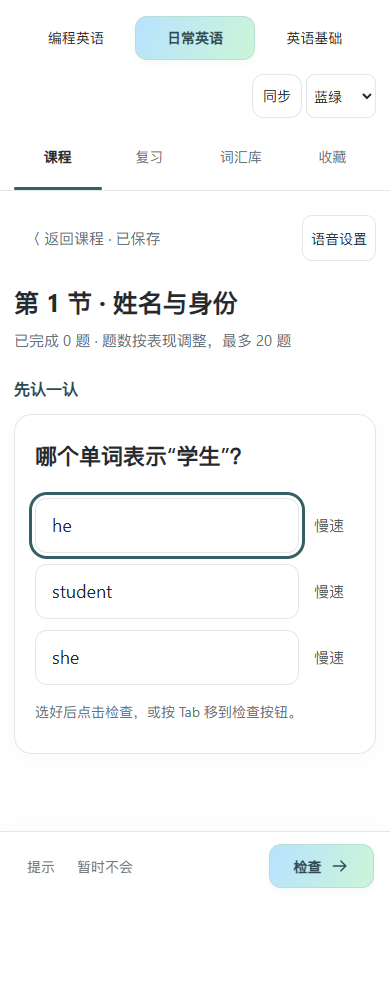 编程英语 日常英语 英语基础
同步 蓝绿
课程 复习 词汇库 收藏
〈 返回课程 · 已保存 语音设置
第 1 节 · 姓名与身份
已完成 0 题 · 题数按表现调整，最多 20 题
先认一认
哪个单词表示“学生”?
he 慢速
student 慢速
she 慢速
选好后点击检查，或按 Tab 移到检查按钮。
提示 暂时不会 检查 →